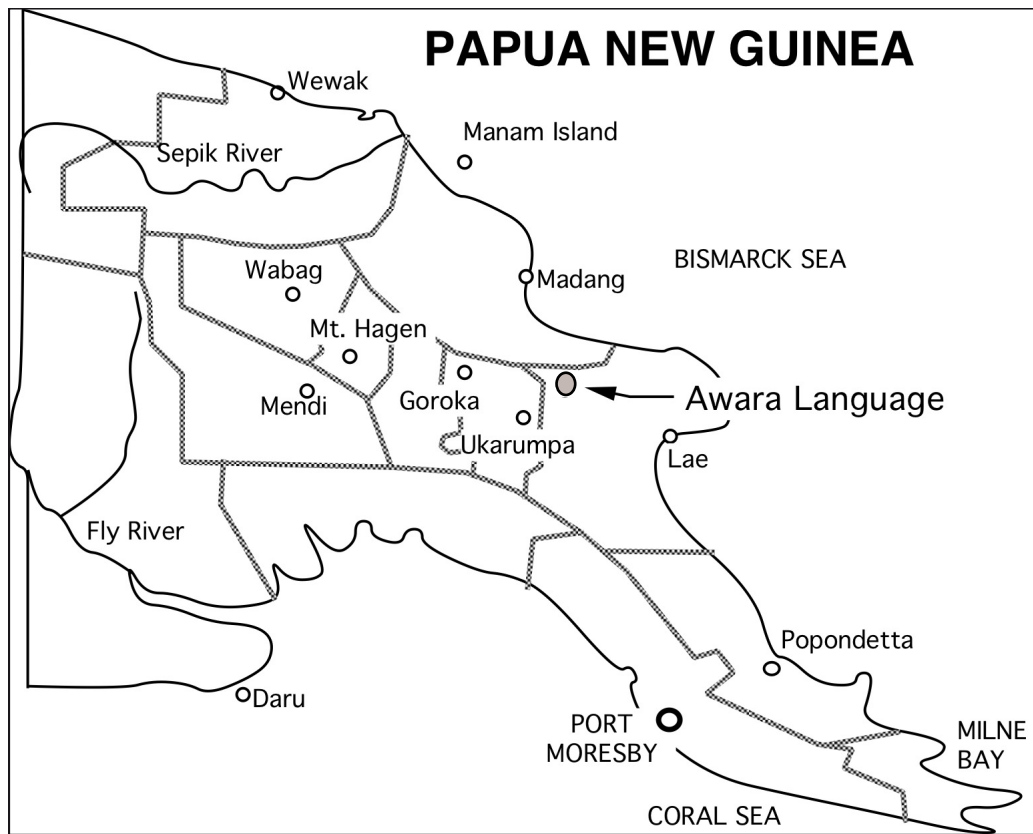 PAPUA NEW GUINEA
Wewak
Manam Island
Sepik River
BISMARCK SEA
Wabag
Madang
Mt. Hagen
Mendi
Goroka
Awara Language
Ukarumpa
Lae
Fly River
Popondetta
Daru
PORT
MORESBY
MILNE
BAY
CORAL SEA